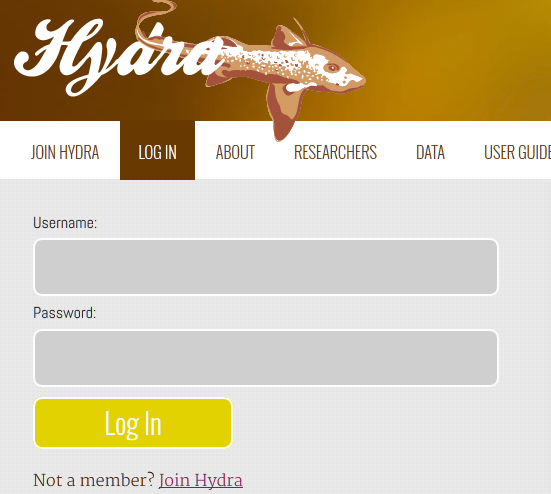 Hydra
JOIN HYDRA LOG IN ABOUT RESEARCHERS DATA USER GUIDE
Username:
Password:
Log In
Not a member? Join Hydra